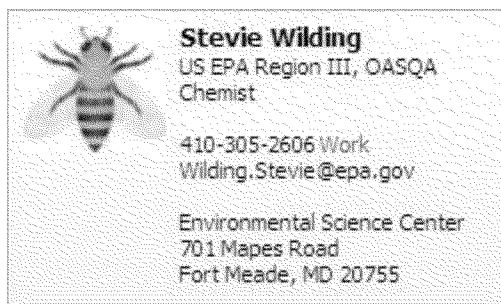 Stevie Wilding
US EPA Region III, OASQA
Chemist
410-305-2606 Work
Wilding.Stevie@epa.gov
Environmental Science Center
701 Mapes Road
Fort Meade, MD 20755